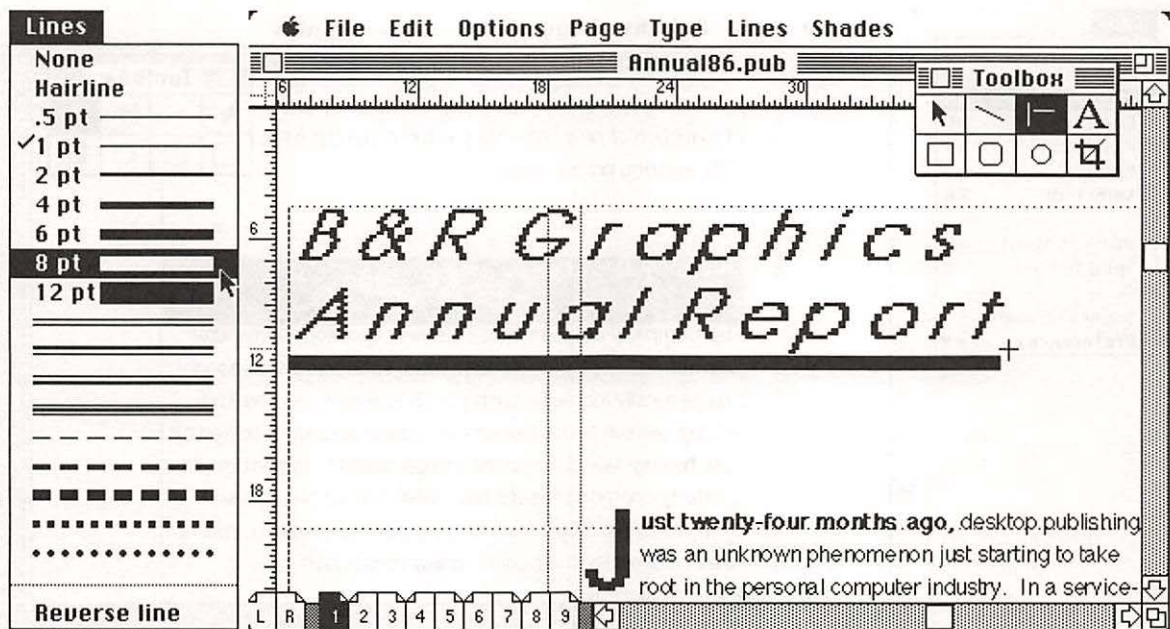 Lines
None
Hairline
.5 pt
✓1 pt
2 pt
4 pt
6 pt
8 pt
12 pt
Reverse line
File Edit Options Page Type Lines Shades
Annual86.pub
Toolbox
A
6 12 18 24 30
6
12
18
B&R Graphics
Annual Report
Just twenty-four months ago, desktop publishing
was an unknown phenomenon just starting to take
root in the personal computer industry. In a service-
L R 1 2 3 4 5 6 7 8 9